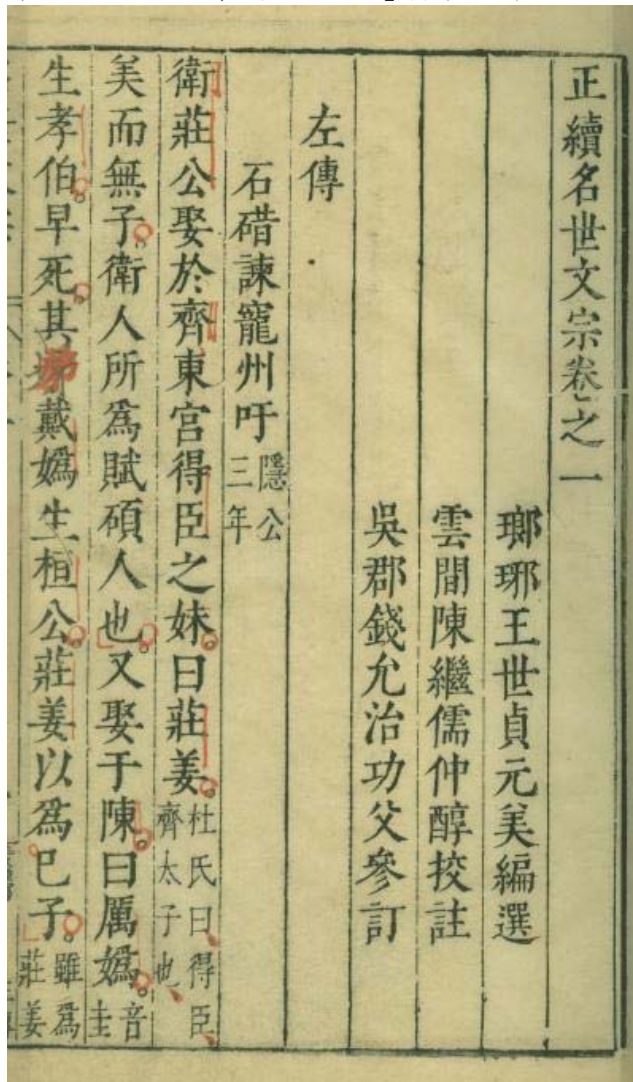 正續名世文宗卷之一
瑯琊王世貞元美編選
雲間陳繼儒仲醇挍註
吳郡錢允治功父參訂
左傳
石碏諫寵州吁隱公三年
衛莊公娶於齊東宮得臣之妹曰莊姜杜氏曰得臣齊太子也
美而無子衛人所爲賦碩人也又娶于陳曰厲嬀音圭
生孝伯早死其娣戴嬀生桓公莊姜以爲巳子雖爲莊姜